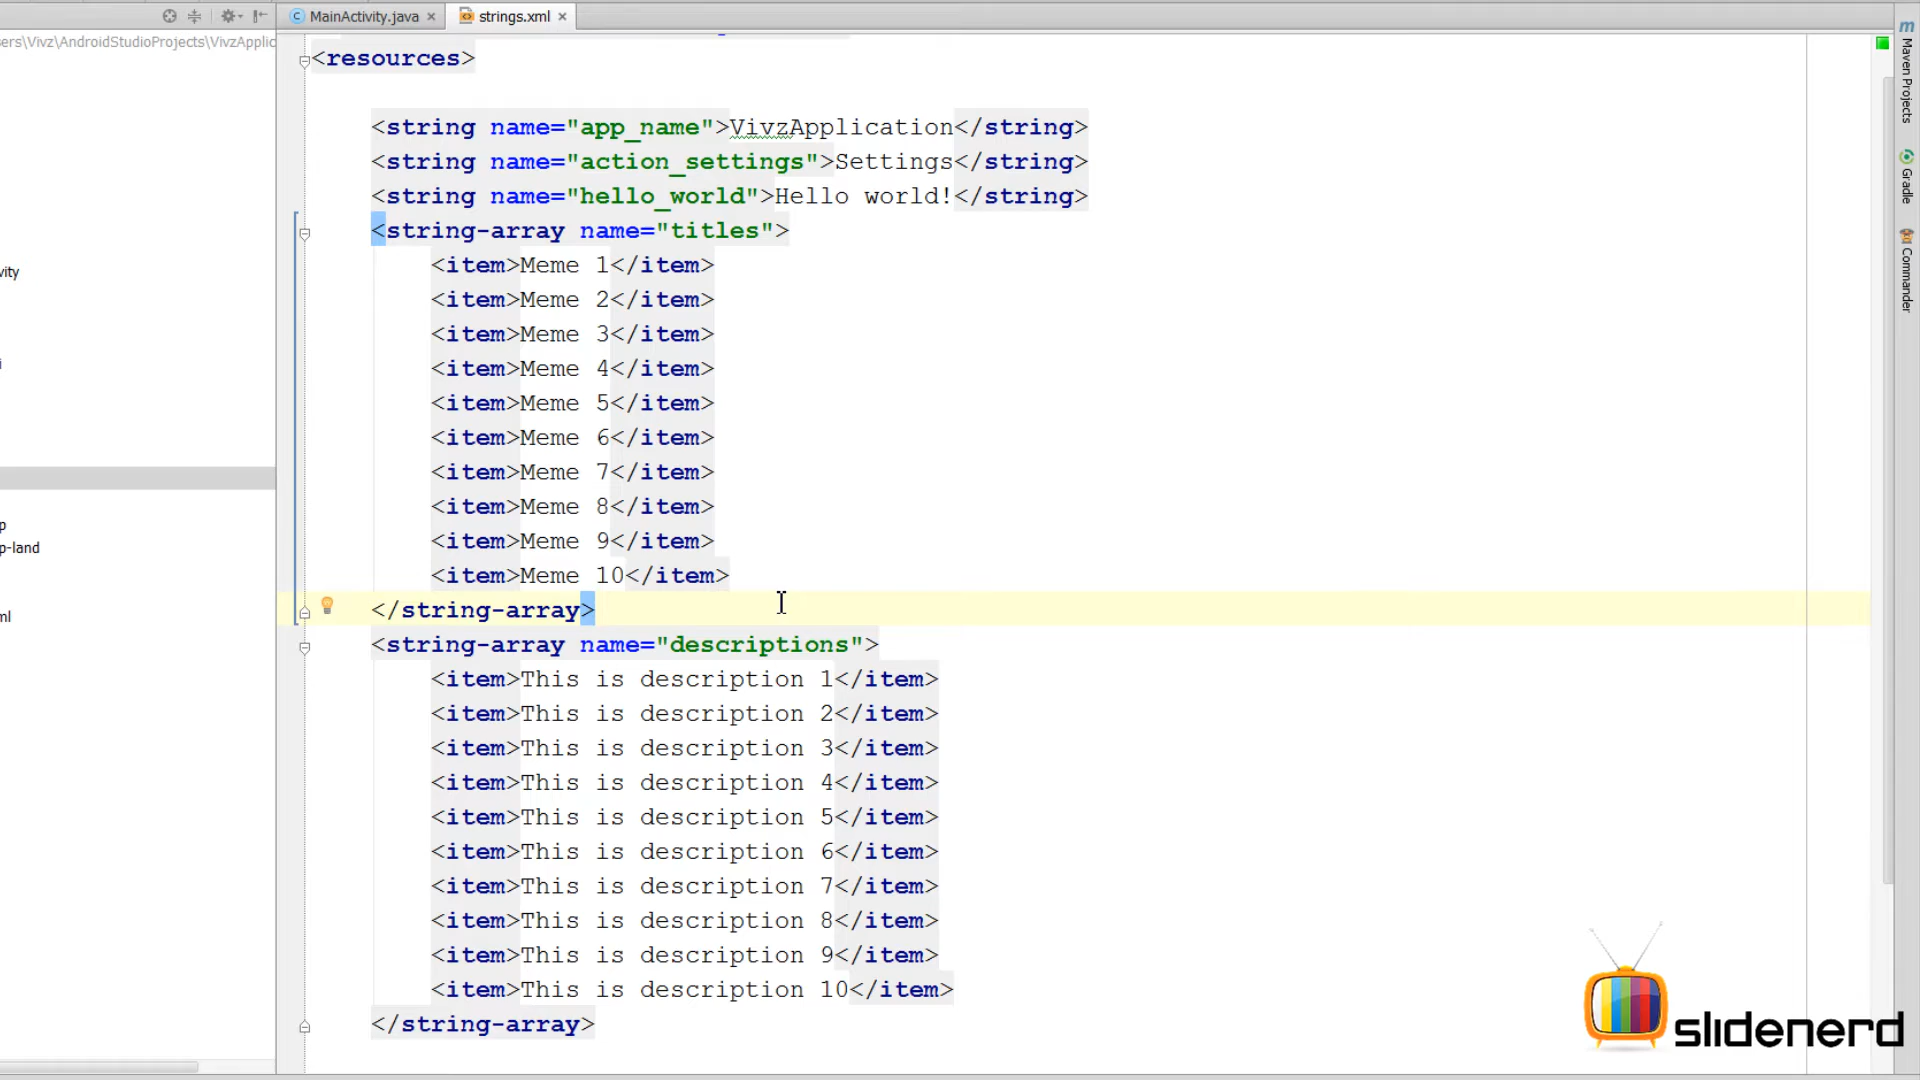 MainActivity.java
strings.xml
ers\Vivz\AndroidStudioProjects\VivzApplic
<resources>
<string name="app_name">VivzApplication</string>
<string name="action_settings">Settings</string>
<string name="hello_world">Hello world!</string>
<string-array name="titles">
<item>Meme 1</item>
<item>Meme 2</item>
<item>Meme 3</item>
<item>Meme 4</item>
<item>Meme 5</item>
<item>Meme 6</item>
<item>Meme 7</item>
<item>Meme 8</item>
<item>Meme 9</item>
<item>Meme 10</item>
</string-array>
<string-array name="descriptions">
<item>This is description 1</item>
<item>This is description 2</item>
<item>This is description 3</item>
<item>This is description 4</item>
<item>This is description 5</item>
<item>This is description 6</item>
<item>This is description 7</item>
<item>This is description 8</item>
<item>This is description 9</item>
<item>This is description 10</item>
</string-array>
vity
i
p
p-land
ml
Maven Projects
Gradle
Commander
slidenerd